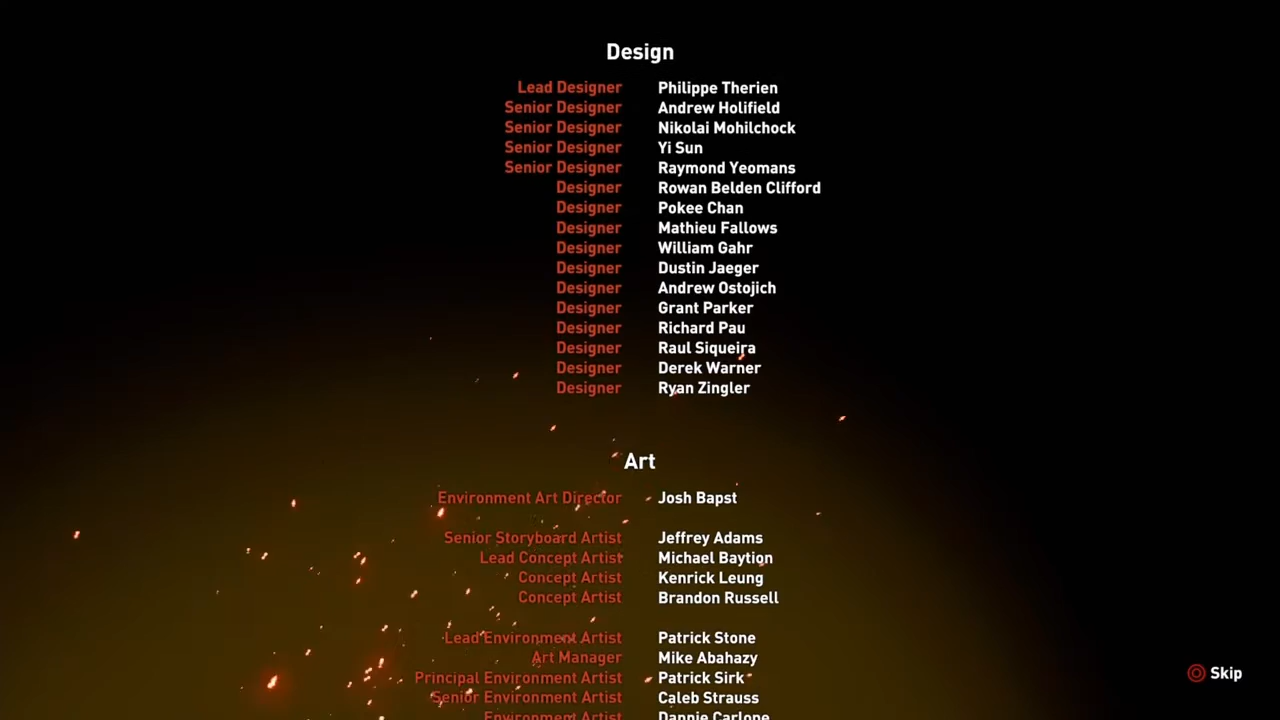 Design
Lead Designer Philippe Therien
Senior Designer Andrew Holifield
Senior Designer Nikolai Mohilchock
Senior Designer Yi Sun
Senior Designer Raymond Yeomans
Designer Rowan Belden Clifford
Designer Pokee Chan
Designer Mathieu Fallows
Designer William Gahr
Designer Dustin Jaeger
Designer Andrew Ostojich
Designer Grant Parker
Designer Richard Pau
Designer Raul Siqueira
Designer Derek Warner
Designer Ryan Zingler
Art
Environment Art Director Josh Bapst
Senior Storyboard Artist Jeffrey Adams
Lead Concept Artist Michael Baytion
Concept Artist Kenrick Leung
Concept Artist Brandon Russell
Lead Environment Artist Patrick Stone
Art Manager Mike Abahazy
Principal Environment Artist Patrick Sirk
Skip
Senior Environment Artist Caleb Strauss
Environment Artist Dannie Carlone